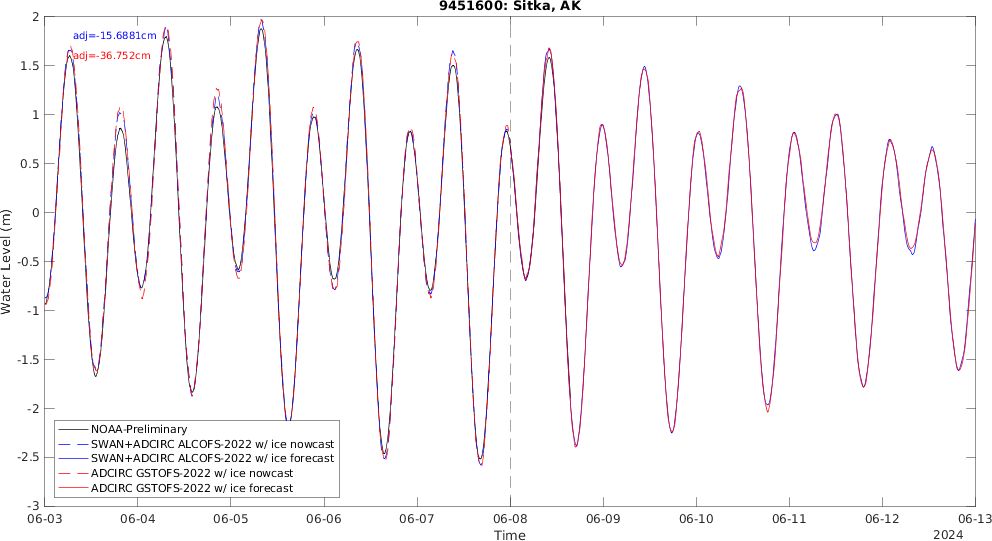 9451600: Sitka, AK
adj=-15.6881cm
adj=-36.752cm
Water Level (m)
2
1.5
1
0.5
0
-0.5
-1
-1.5
-2
-2.5
-3
NOAA-Preliminary
SWAN+ADCIRC ALCOFS-2022 w/ ice nowcast
SWAN+ADCIRC ALCOFS-2022 w/ ice forecast
ADCIRC GSTOFS-2022 w/ ice nowcast
ADCIRC GSTOFS-2022 w/ ice forecast
06-03 06-04 06-05 06-06 06-07 06-08 06-09 06-10 06-11 06-12 06-13
Time
2024